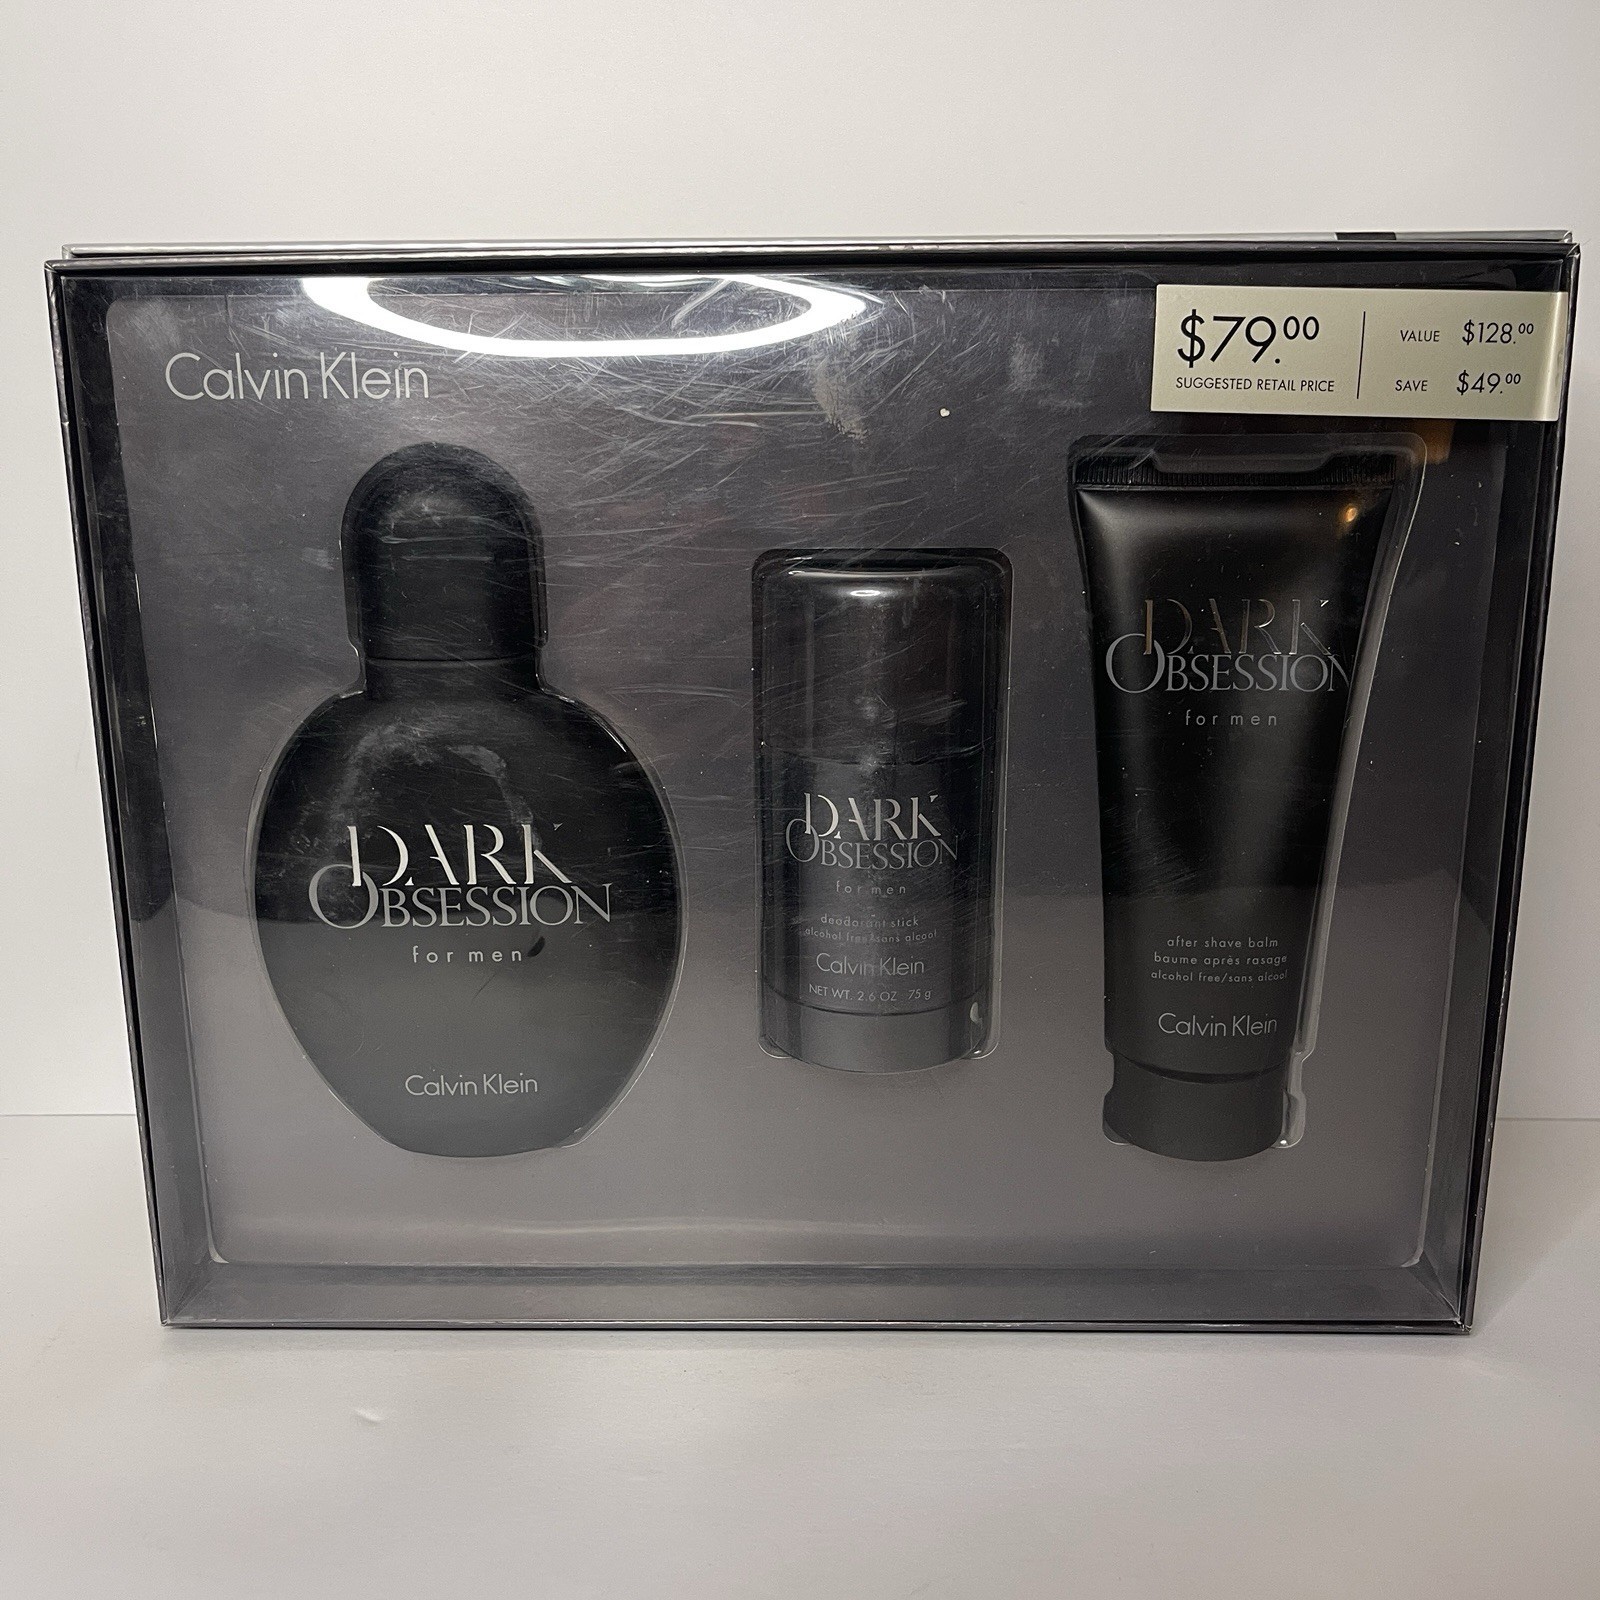 Calvin Klein
$79.00
SUGGESTED RETAIL PRICE
VALUE $128.00
SAVE $49.00
DARK
OBSESSION
for men
Calvin Klein
DARK
OBSESSION
for men
deodorant stick
alcohol free/sans alcool
Calvin Klein
NET WT. 2.6 OZ 75 g
DARK
OBSESSION
for men
after shave balm
baume après rasage
alcohol free/sans alcool
Calvin Klein